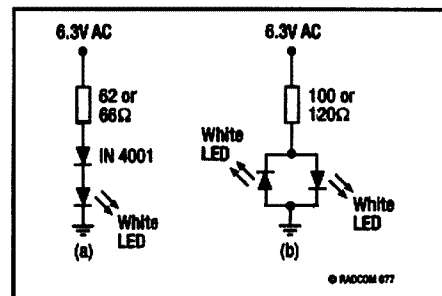 6.3V AC
62 or
66Ω
IN 4001
White
LED
(a)
6.3V AC
100 or
120Ω
White
LED
White
LED
(b)
© RADCOM 677